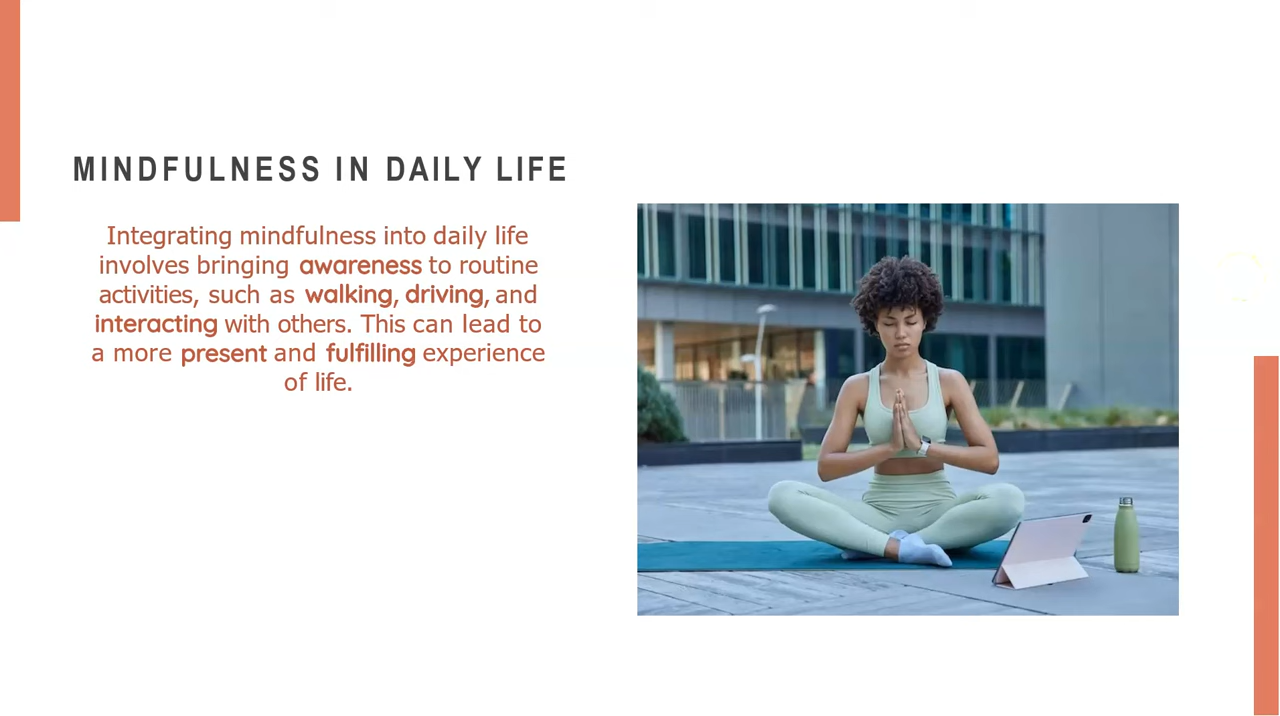 MINDFULNESS IN DAILY LIFE
Integrating mindfulness into daily life
involves bringing awareness to routine
activities, such as walking, driving, and
interacting with others. This can lead to
a more present and fulfilling experience
of life.